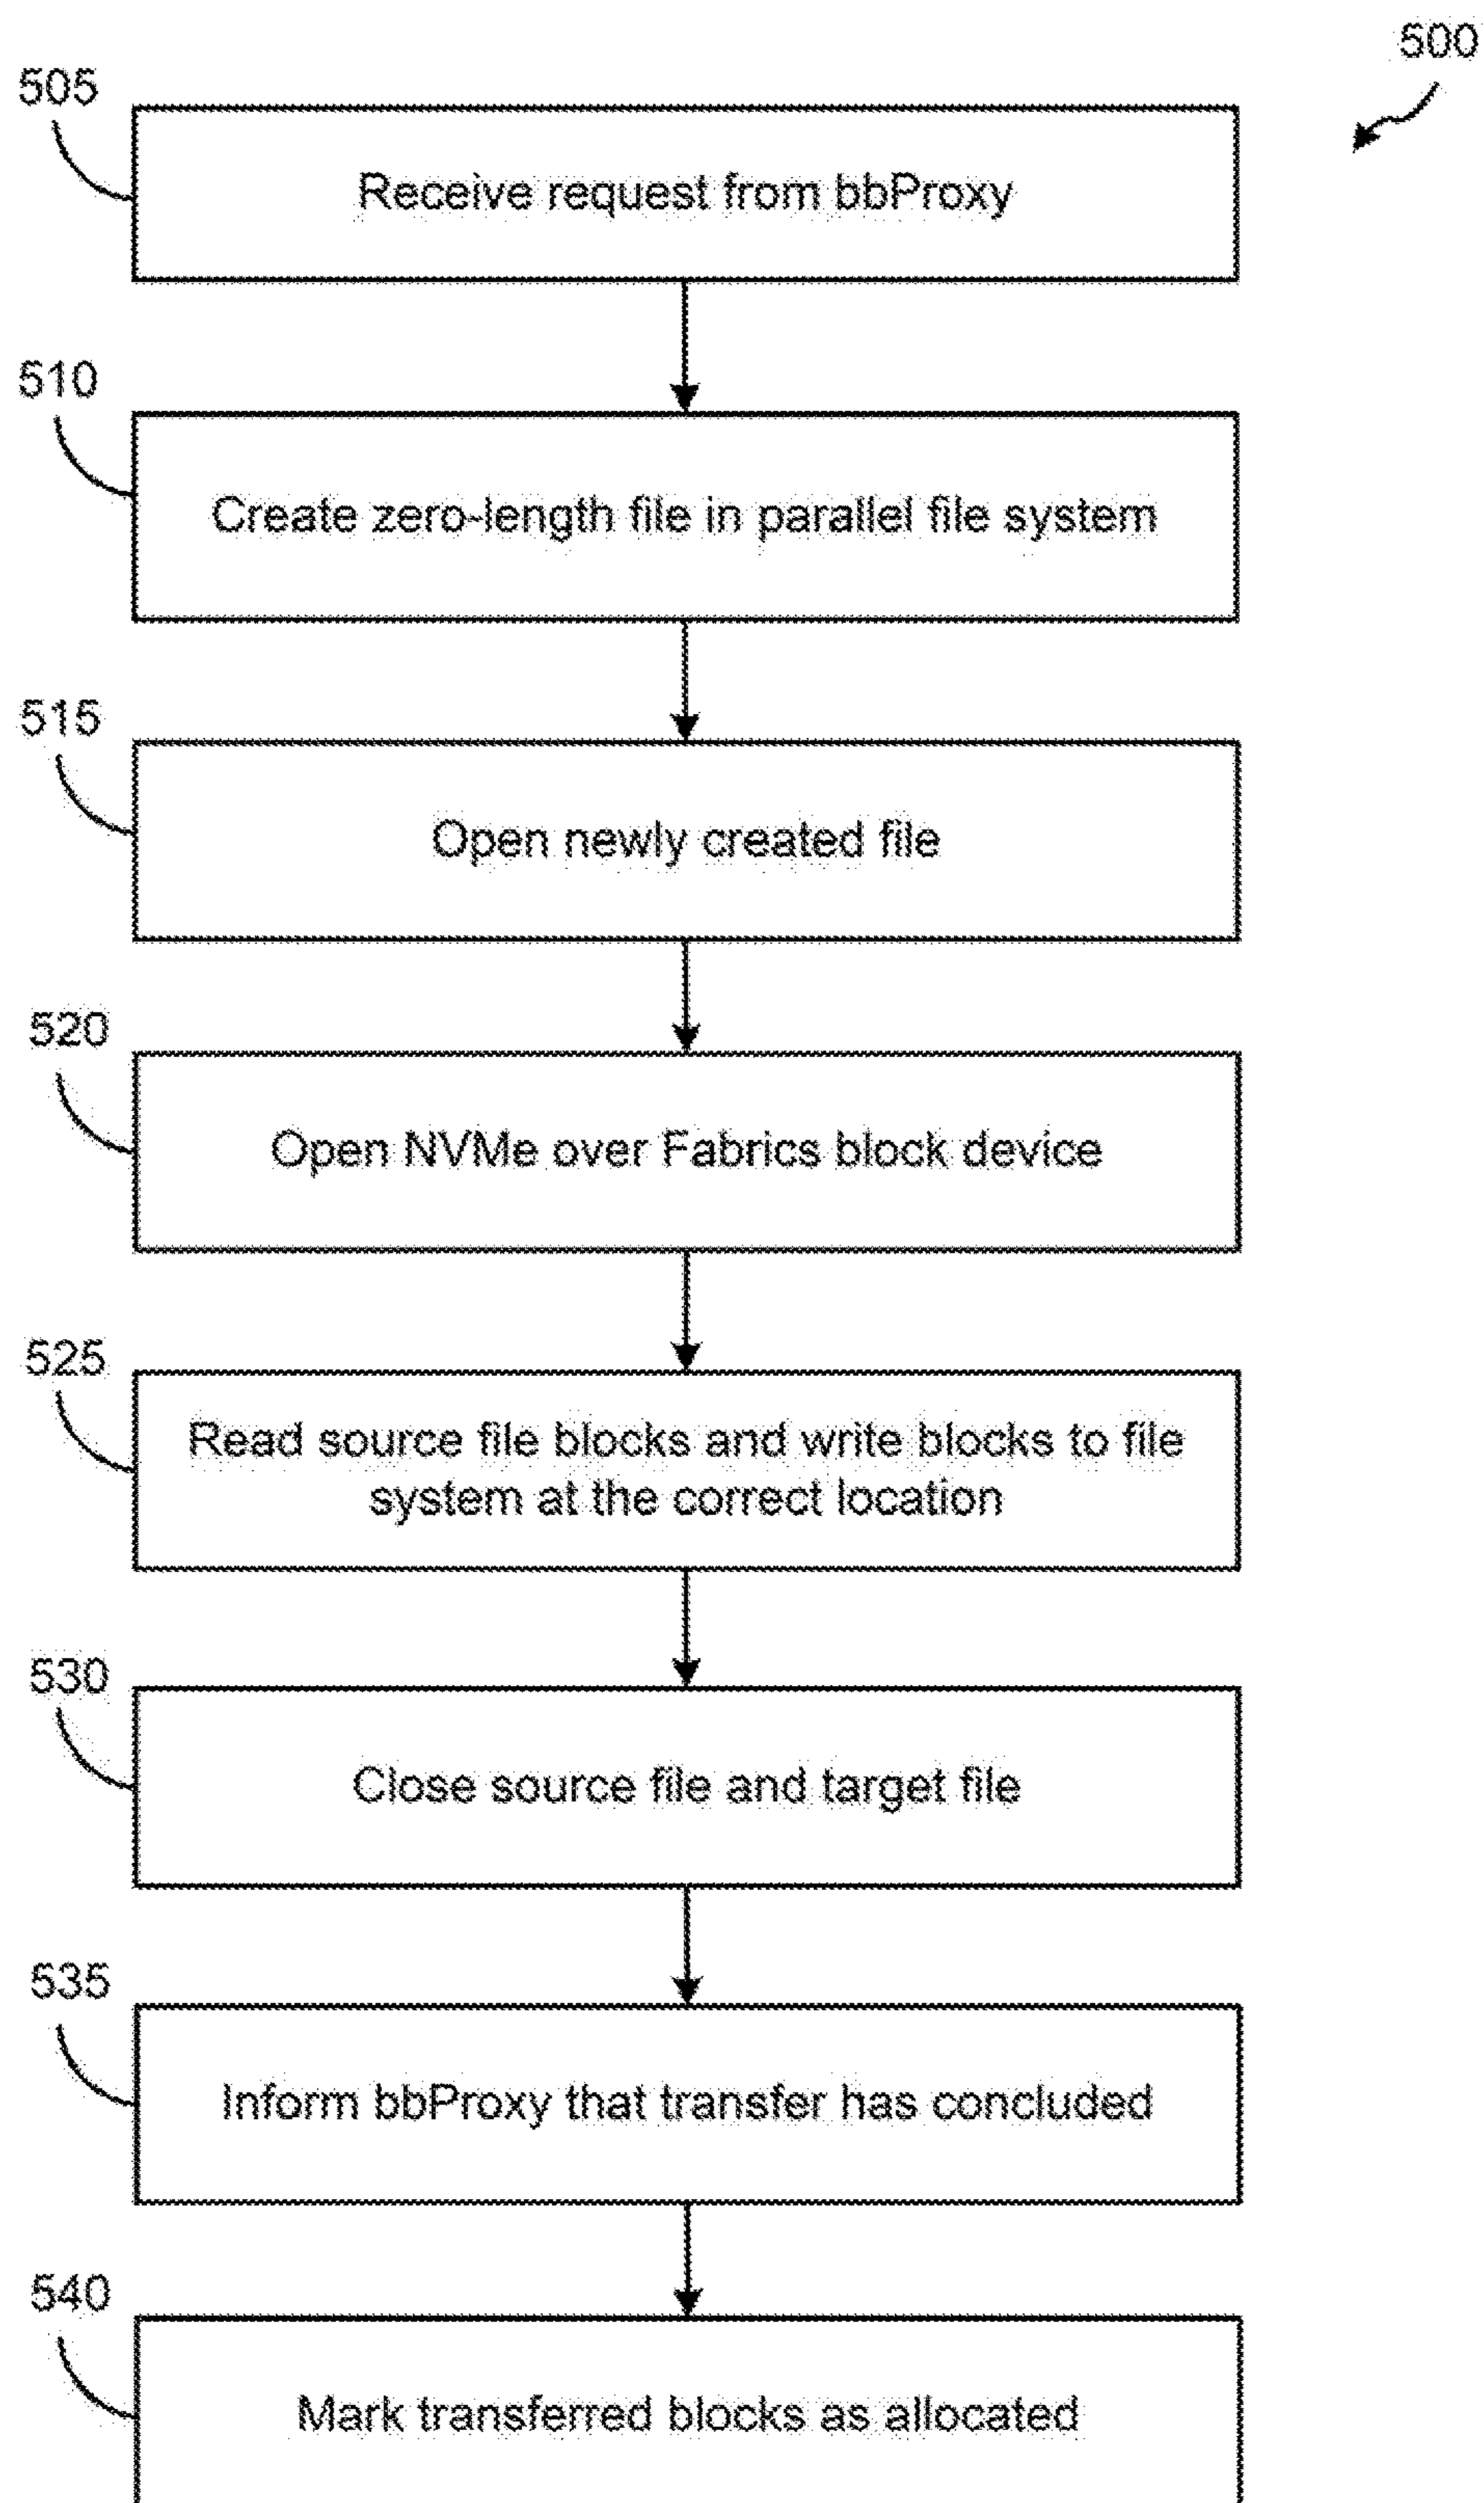 500
505
Receive request from bbProxy
510
Create zero-length file in parallel file system
515
Open newly created file
520
Open NVMe over Fabrics block device
525
Read source file blocks and write blocks to file
system at the correct location
530
Close source file and target file
535
Inform bbProxy that transfer has concluded
540
Mark transferred blocks as allocated